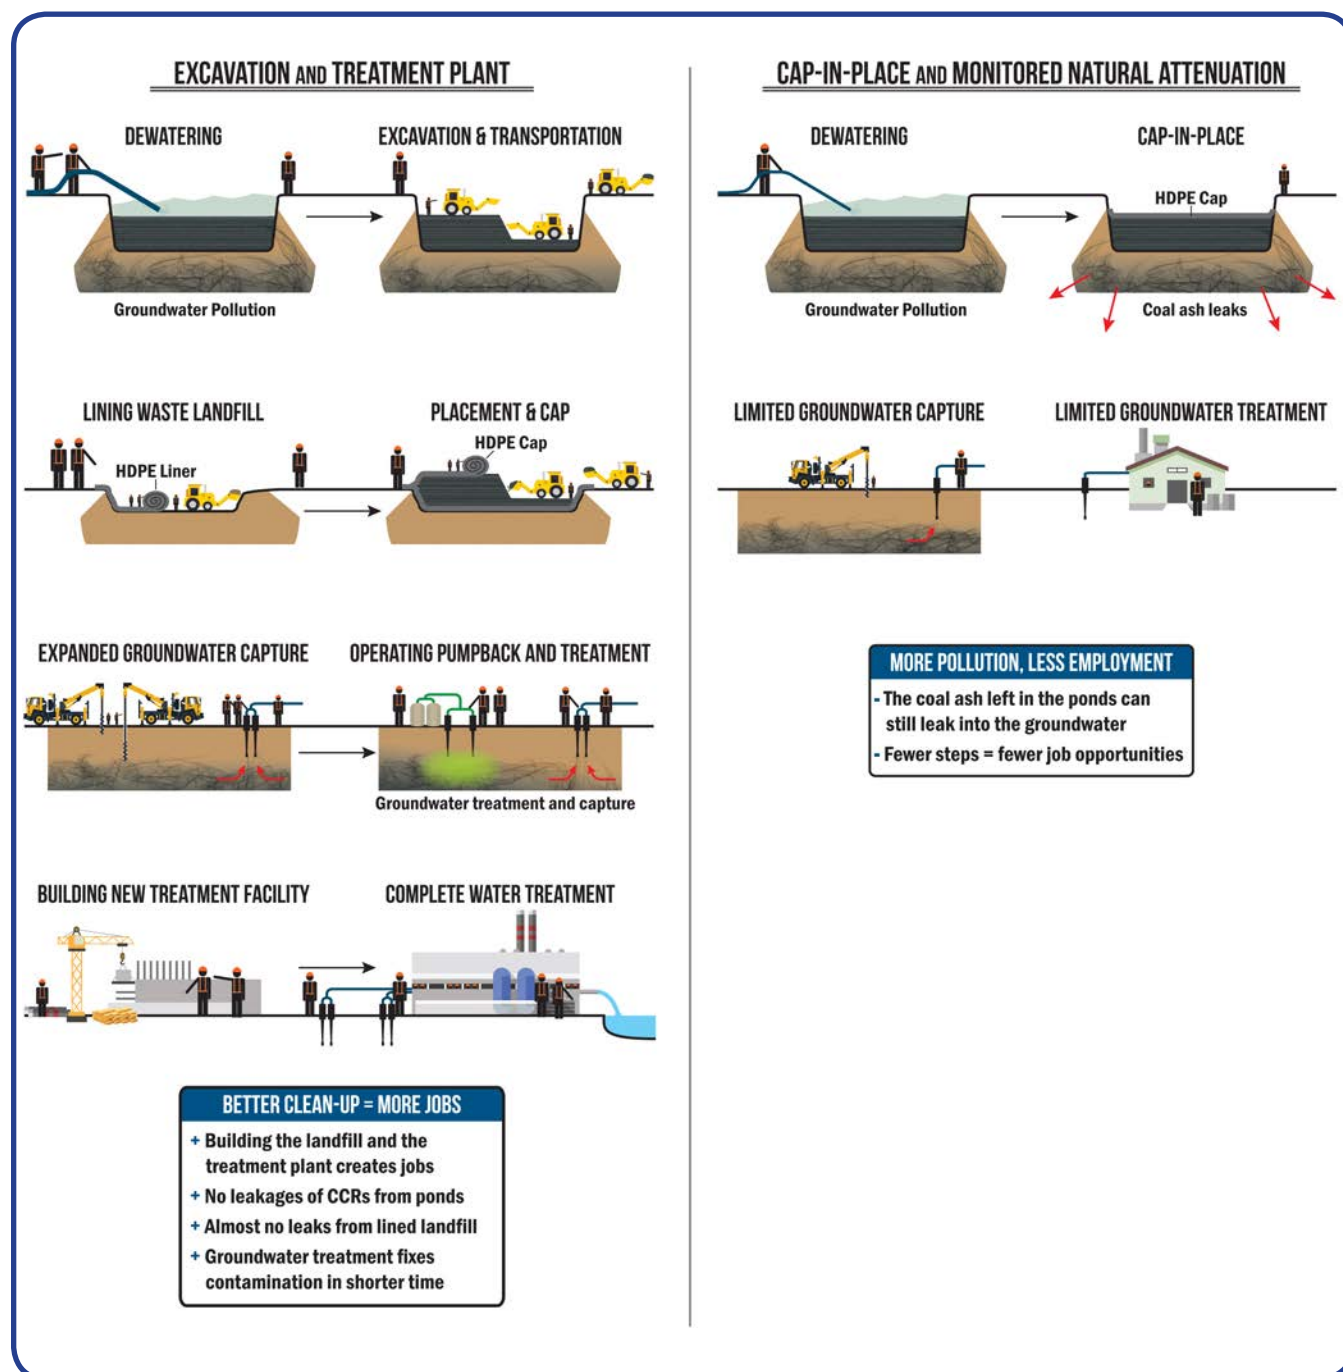 EXCAVATION AND TREATMENT PLANT
DEWATERING
EXCAVATION & TRANSPORTATION
Groundwater Pollution
LINING WASTE LANDFILL
PLACEMENT & CAP
HDPE Cap
HDPE Liner
EXPANDED GROUNDWATER CAPTURE
OPERATING PUMPBACK AND TREATMENT
Groundwater treatment and capture
BUILDING NEW TREATMENT FACILITY
COMPLETE WATER TREATMENT
BETTER CLEAN-UP = MORE JOBS
+ Building the landfill and the
treatment plant creates jobs
+ No leakages of CCRs from ponds
+ Almost no leaks from lined landfill
+ Groundwater treatment fixes
contamination in shorter time
CAP-IN-PLACE AND MONITORED NATURAL ATTENUATION
DEWATERING
CAP-IN-PLACE
HDPE Cap
Groundwater Pollution
Coal ash leaks
LIMITED GROUNDWATER CAPTURE
LIMITED GROUNDWATER TREATMENT
MORE POLLUTION, LESS EMPLOYMENT
- The coal ash left in the ponds can
still leak into the groundwater
- Fewer steps = fewer job opportunities